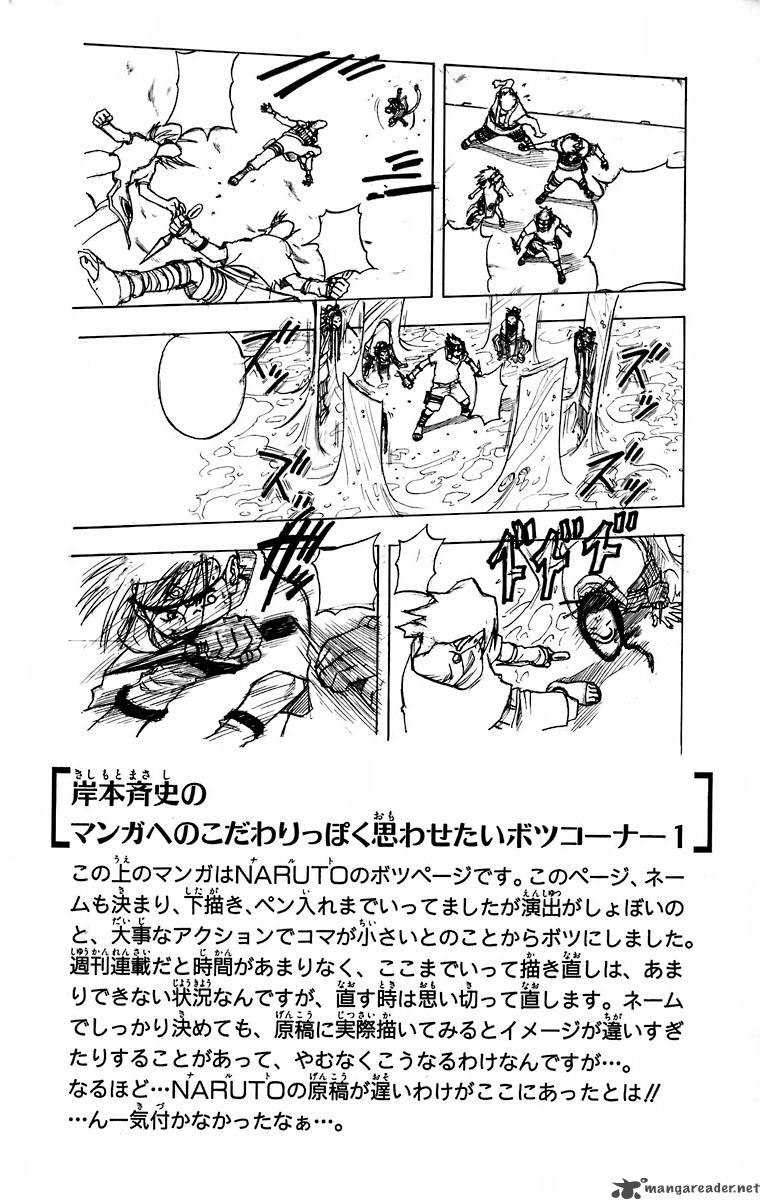 ズズ
ズズ
ズズ
ズズ
ドドドド
岸本斉史の
マンガへのこだわりっぽく思わせたいボツコーナー1
この上のマンガはNARUTOのボツページです。このページ、ネー
ムも決まり、下描き、ペン入れまでいってましたが演出がしょぼいの
と、大事なアクションでコマが小さいとのことからボツにしました。
週刊連載だと時間があまりなく、ここまでいって描き直しは、あま
りできない状況なんですが、直す時は思い切って直します。ネーム
でしっかり決めても、原稿に実際描いてみるとイメージが違いすぎ
たりすることがあって、やむなくこうなるわけなんですが…。
なるほど…NARUTOの原稿が遅いわけがここにあったとは!!
…んー気付かなかったなぁ…。
mangareader.net